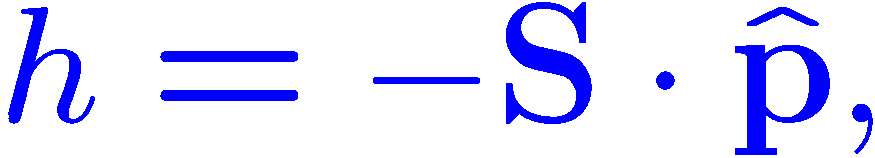 h = −S · p̂,